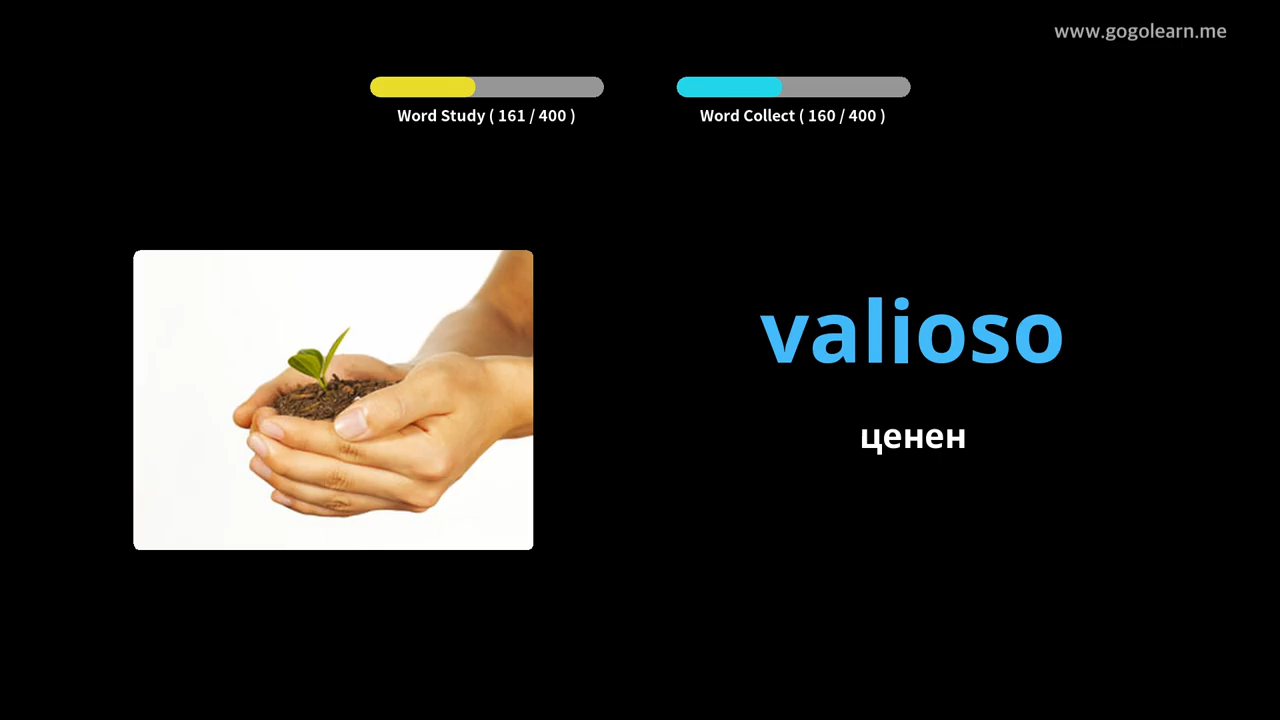 www.gogolearn.me
Word Study ( 161 / 400 )
Word Collect ( 160 / 400 )
valioso
ценен